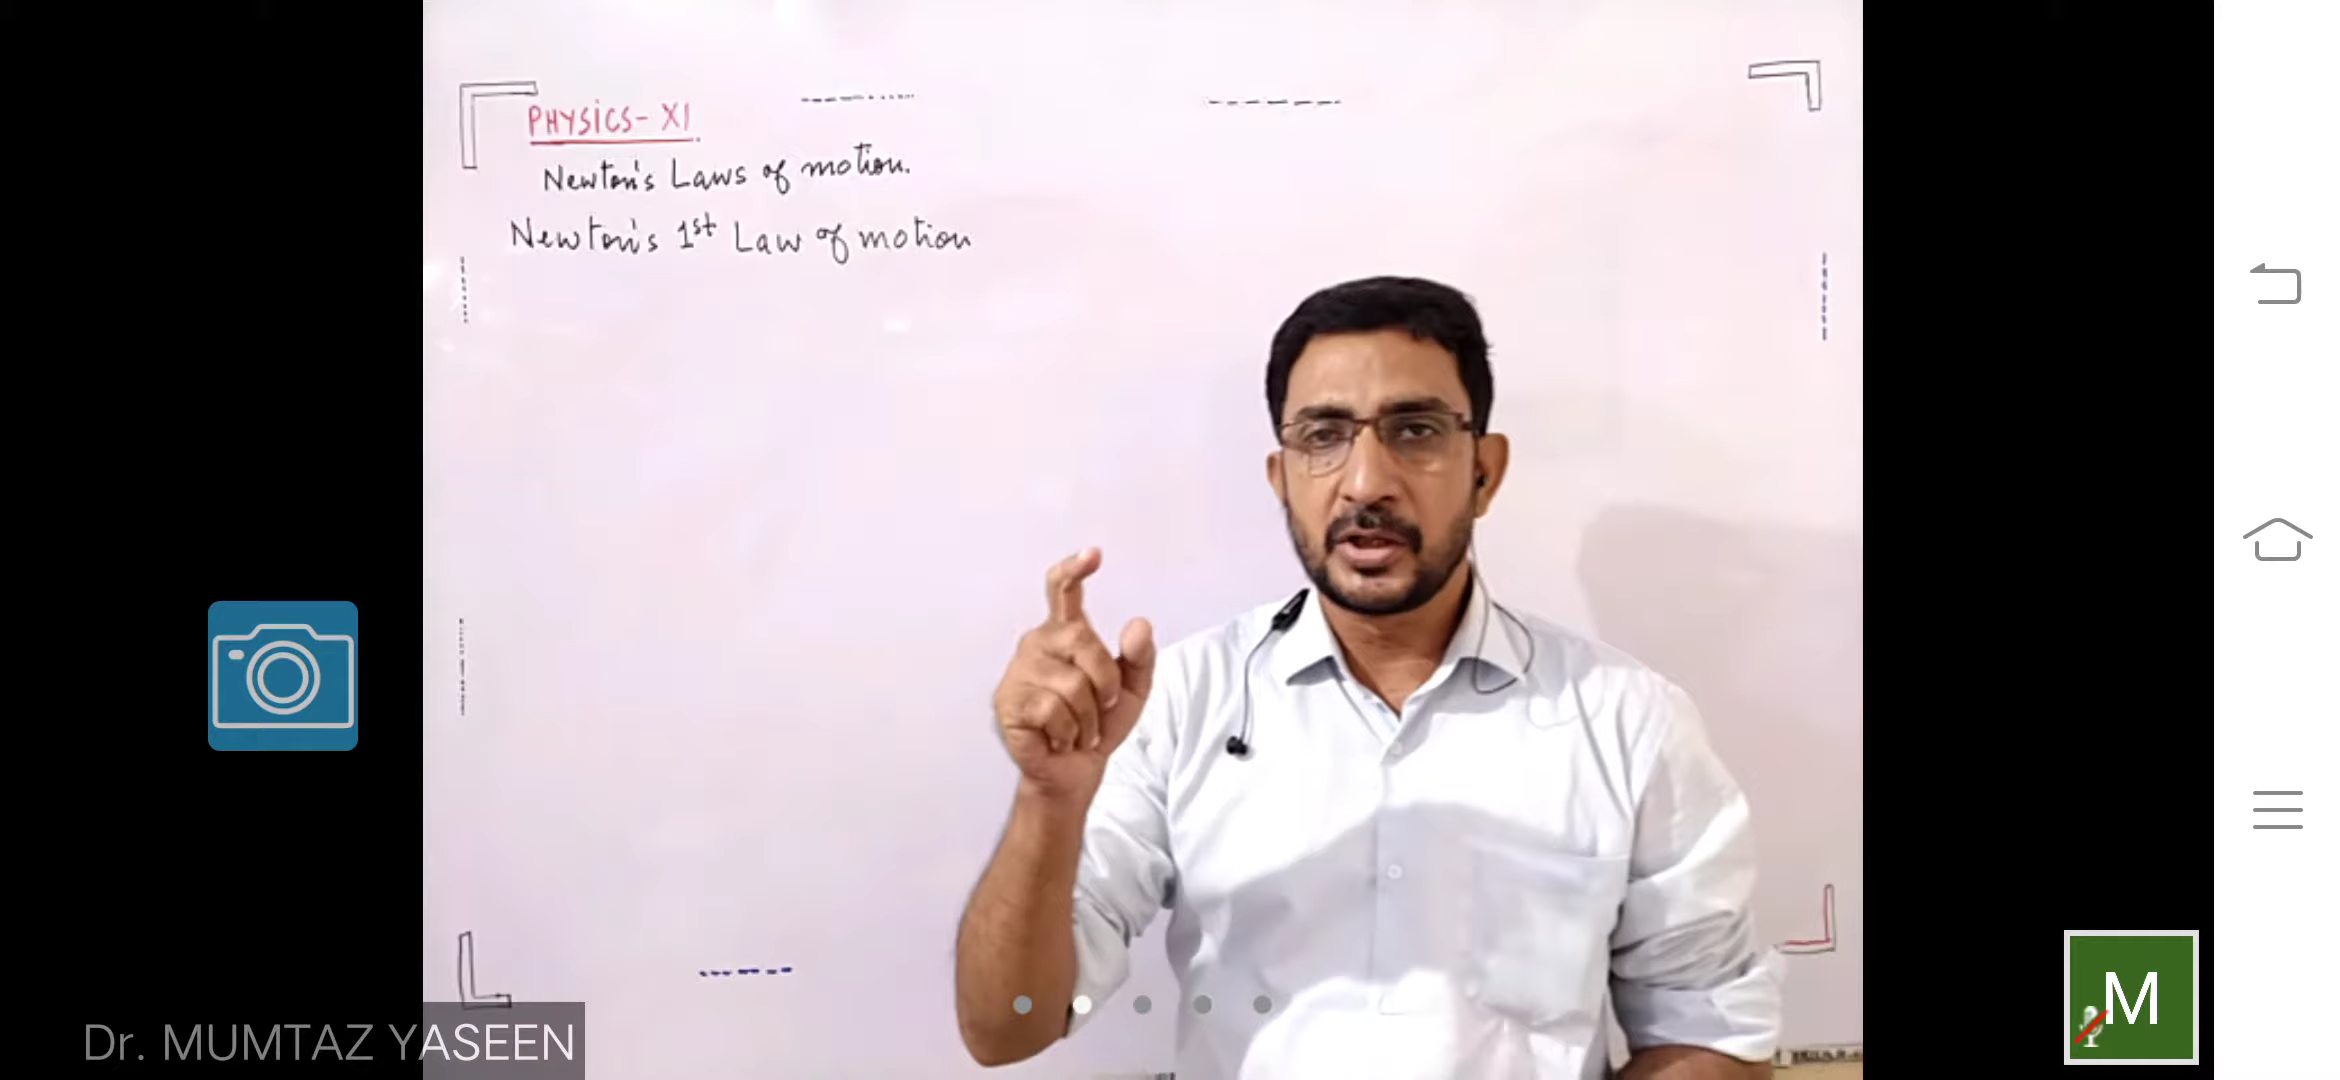 PHYSICS- XI
Newton's Laws of motion.
Newton's 1st Law of motion
Dr. MUMTAZ YASEEN
M